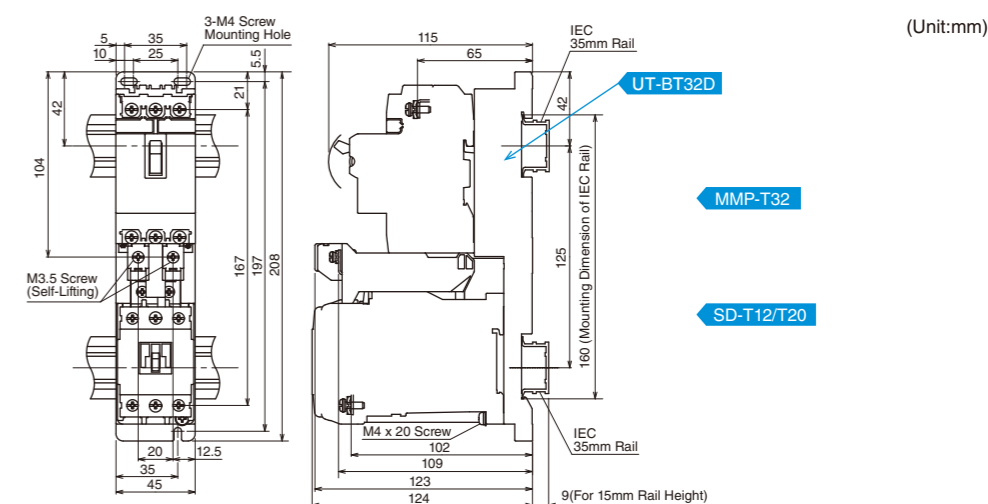 3-M4 Screw
Mounting Hole
5
35
10
25
5.5
21
42
104
167
197
208
M3.5 Screw
(Self-Lifting)
20
12.5
35
45
115
65
IEC
35mm Rail
42
125
160 (Mounting Dimension of IEC Rail)
M4 x 20 Screw
102
109
123
124
IEC
35mm Rail
9(For 15mm Rail Height)
(Unit:mm)
UT-BT32D
MMP-T32
SD-T12/T20